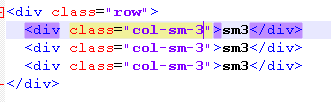 <div class="row">
<div class="col-sm-3">sm3</div>
<div class="col-sm-3">sm3</div>
<div class="col-sm-3">sm3</div>
</div>